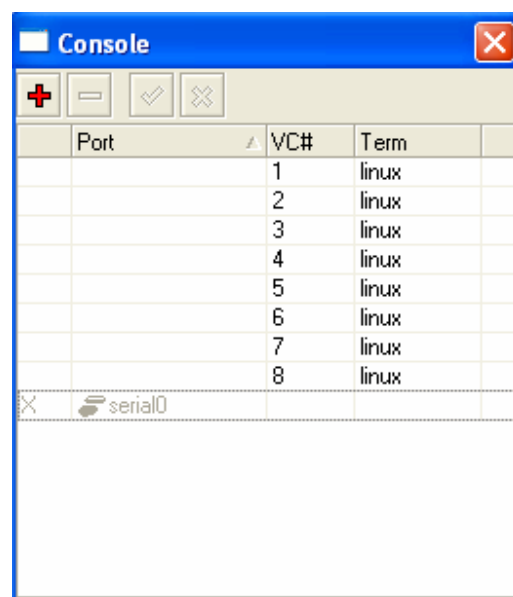 Console
Port VC# Term
1 linux
2 linux
3 linux
4 linux
5 linux
6 linux
7 linux
8 linux
X serial0